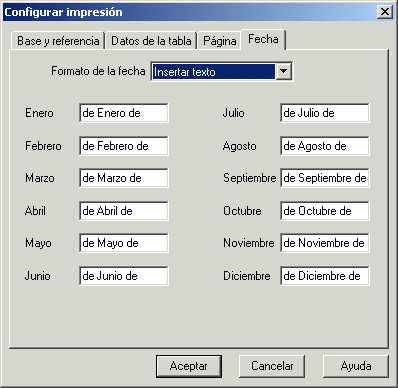 Configurar impresión
Base y referencia Datos de la tabla Página Fecha
Formato de la fecha Insertar texto
Enero de Enero de Julio de Julio de
Febrero de Febrero de Agosto de Agosto de
Marzo de Marzo de Septiembre de Septiembre de
Abril de Abril de Octubre de Octubre de
Mayo de Mayo de Noviembre de Noviembre de
Junio de Junio de Diciembre de Diciembre de
Aceptar Cancelar Ayuda